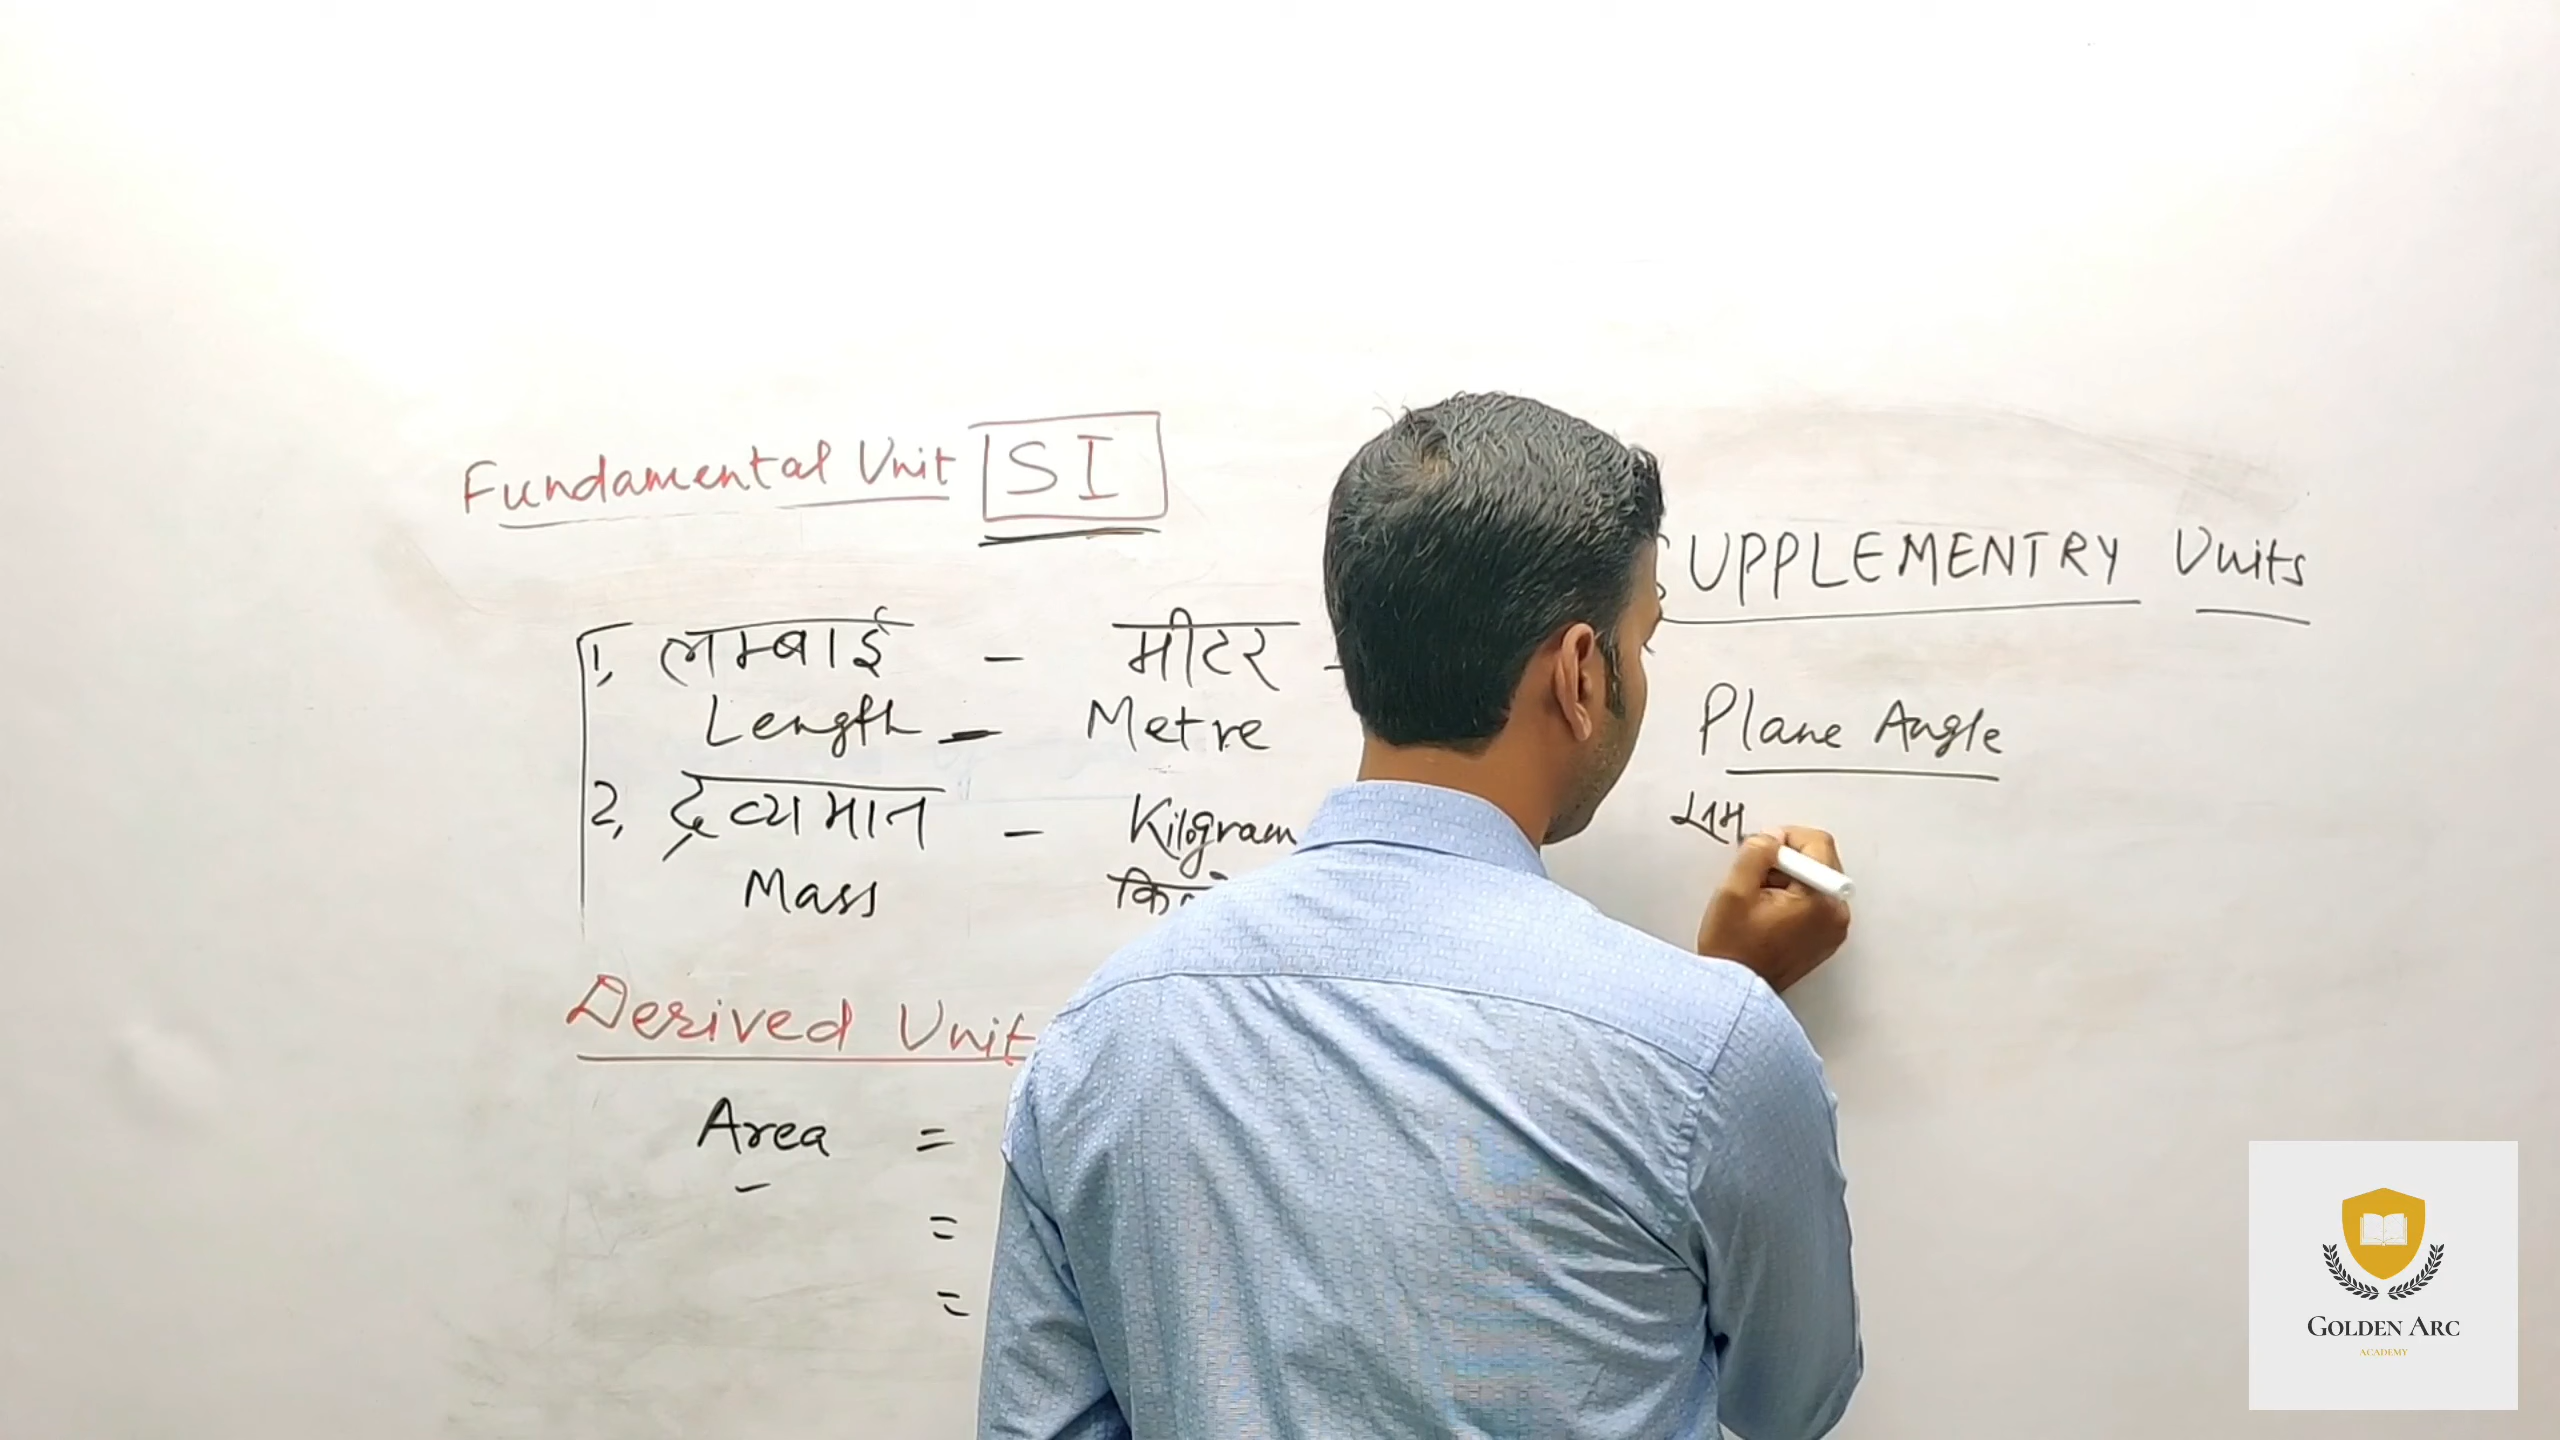 Fundamental Unit SI
1. लम्बाई - मीटर -
Length - Metre
2. द्रव्यमान - Kilogram
Mass
Derived Unit
Area =
=
=
SUPPLEMENTRY Units
Plane Angle
GOLDEN ARC
ACADEMY